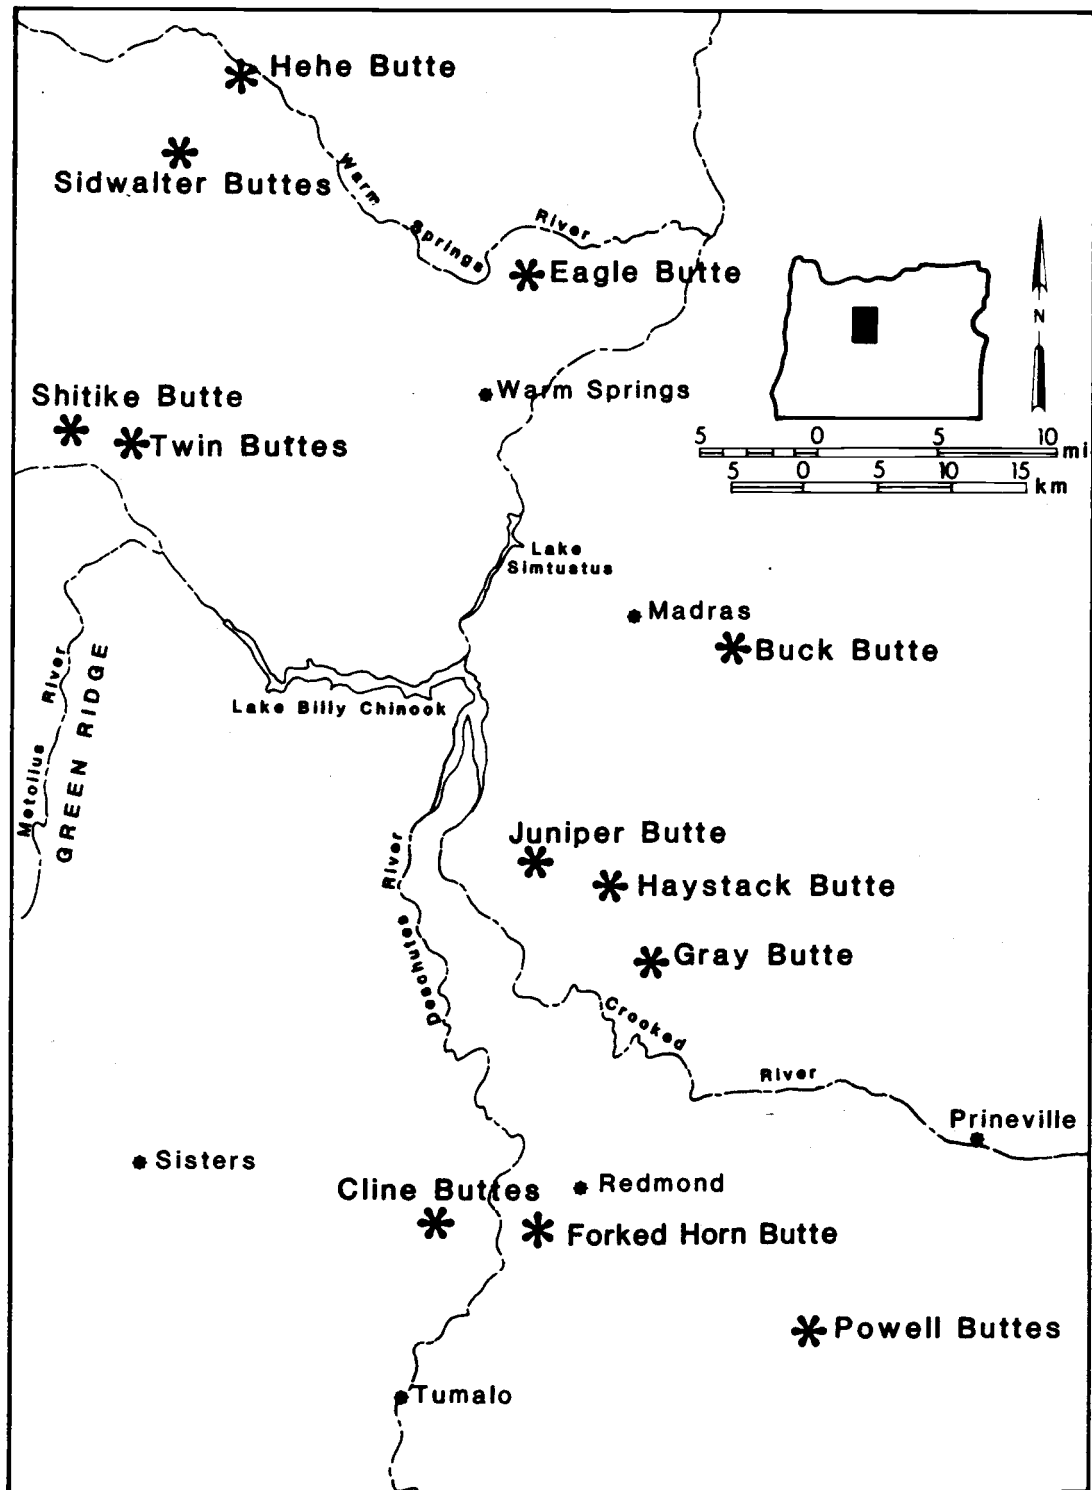 Hehe Butte
Sidwalter Buttes
Warm Springs River
Eagle Butte
N
Shitike Butte
Twin Buttes
Warm Springs
5 0 5 10 mi
5 0 5 10 15 km
Lake
Simtustus
Madras
Buck Butte
Metolius River
GREEN RIDGE
Lake Billy Chinook
Juniper Butte
Haystack Butte
Gray Butte
Deschutes River
Crooked River
Prineville
Sisters
Cline Buttes
Redmond
Forked Horn Butte
Powell Buttes
Tumalo